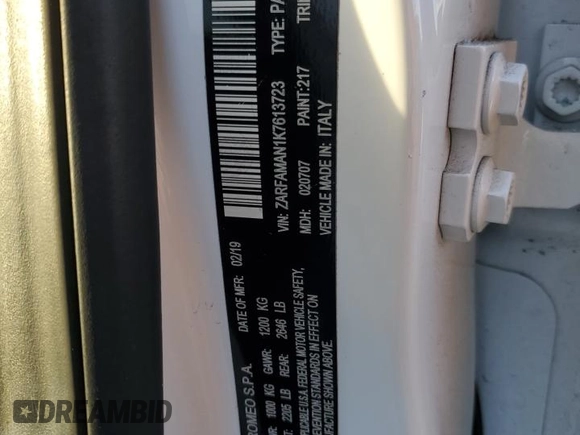 ROMEO S.P.A. DATE OF MFR: 02/19
1000 KG GAWR: 1200 KG
2205 LB REAR: 2646 LB
U.S.A. FEDERAL MOTOR VEHICLE SAFETY,
STANDARDS IN EFFECT ON
MANUFACTURE SHOWN ABOVE.
VIN: ZARFAMAN1K7613723 TYPE:
MDH: 020707 PAINT: 217
VEHICLE MADE IN: ITALY
DREAMBID